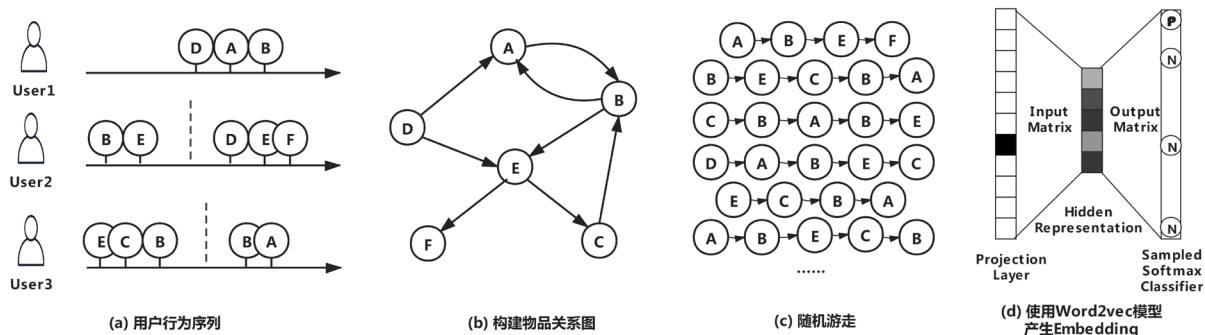 D A B
User1
B E D E F
User2
E C B B A
User3
(a) 用户行为序列
A
B
D
E
F
C
(b) 构建物品关系图
A B E F
B E C B A
C B A B E
D A B E C
E C B A
A B E C B
......
(c) 随机游走
P
N
Input
Matrix
Output
Matrix
N
Hidden
Representation
N
Projection
Layer
Sampled
Softmax
Classifier
(d) 使用Word2vec模型
产生Embedding